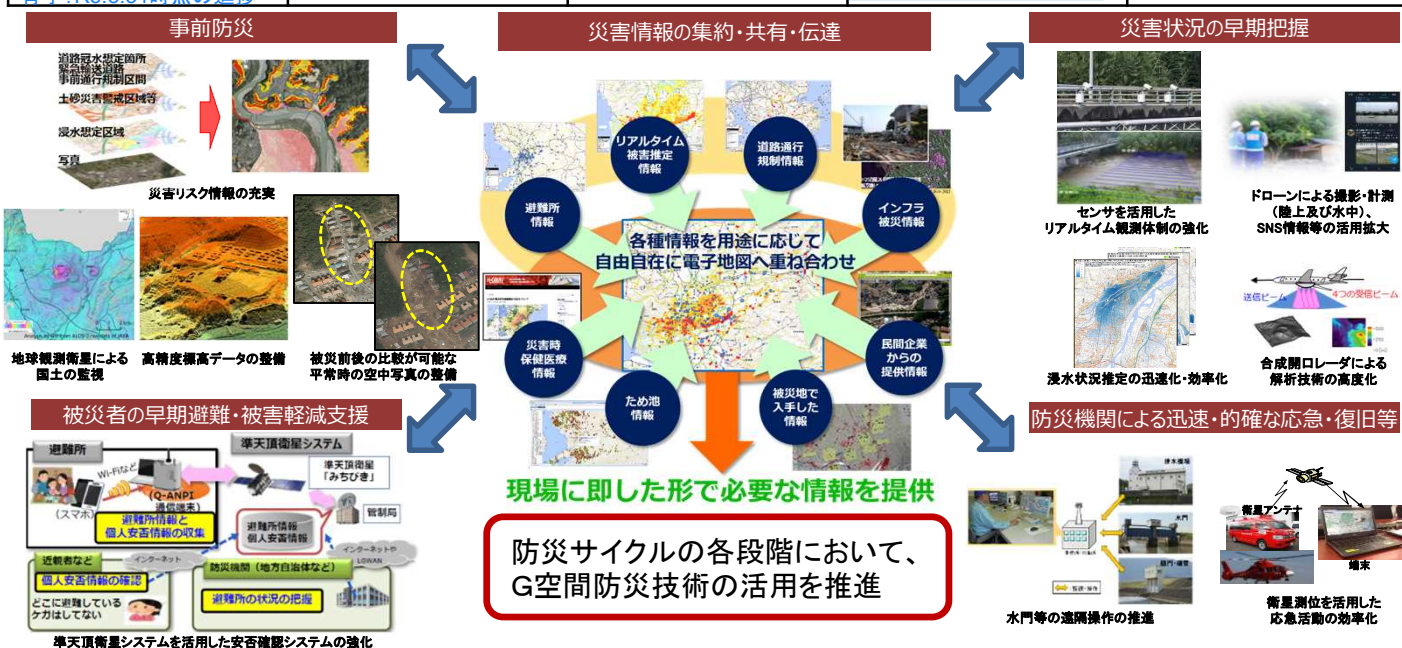 事前防災
道路冠水想定箇所
緊急輸送道路
事前通行規制区間
土砂災害警戒区域等
浸水想定区域
写真
災害リスク情報の充実
地球観測衛星による
国土の監視
高精度標高データの整備
被災前後の比較が可能な
平常時の空中写真の整備
災害情報の集約・共有・伝達
リアルタイム
被害推定
情報
道路通行
規制情報
避難所
情報
インフラ
被災情報
各種情報を用途に応じて
自由自在に電子地図へ重ね合わせ
災害時
保健医療
情報
民間企業
からの
提供情報
ため池
情報
被災地で
入手した
情報
現場に即した形で必要な情報を提供
防災サイクルの各段階において、
G空間防災技術の活用を推進
災害状況の早期把握
センサを活用した
リアルタイム観測体制の強化
ドローンによる撮影・計測
（陸上及び水中）、
SNS情報等の活用拡大
浸水状況推定の迅速化・効率化
送信ビーム
4つの受信ビーム
合成開口レーダによる
解析技術の高度化
被災者の早期避難・被害軽減支援
避難所
準天頂衛星システム
Wi-Fiなど
準天頂衛星
「みちびき」
(Q-ANPI
通信端末)
(スマホ)
管制局
避難所情報と
個人安否情報の収集
避難所情報
個人安否情報
近親者など
インターネット
インターネットや
LGWAN
防災機関（地方自治体など）
個人安否情報の確認
避難所の状況の把握
どこに避難している
ケガはしてない
準天頂衛星システムを活用した安否確認システムの強化
防災機関による迅速・的確な応急・復旧等
排水機場
水門
水門等の遠隔操作の推進
衛星アンテナ
端末
衛星測位を活用した
応急活動の効率化